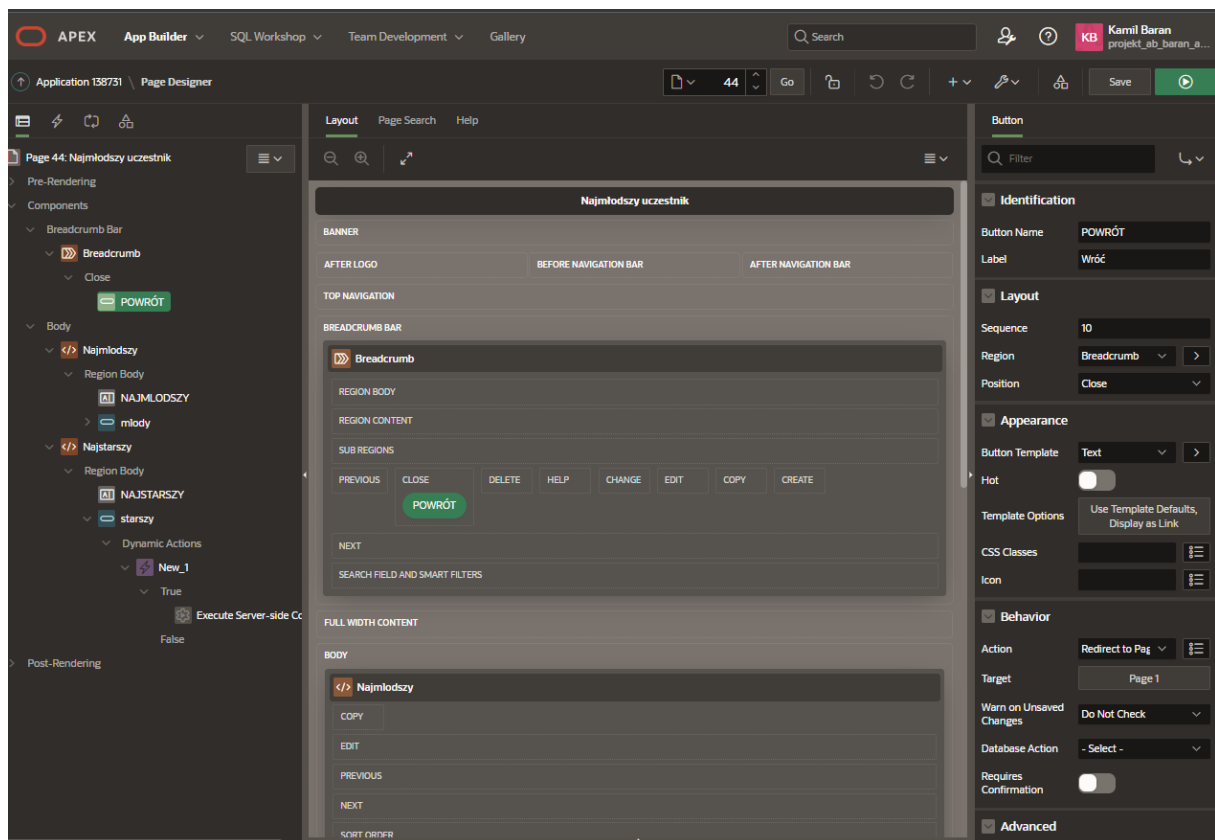 APEX App Builder SQL Workshop Team Development Gallery Search KB Kamil Baran
projekt_ab_baran_a...
Application 138731 \ Page Designer 44 Go Save
Layout Page Search Help Button
Page 44: Najmłodszy uczestnik Filter
Pre-Rendering
Components
Breadcrumb Bar
Breadcrumb
Close
POWRÓT
Body
Najmlodszy
Region Body
NAJMLODSZY
mlody
Najstarszy
Region Body
NAJSTARSZY
starszy
Dynamic Actions
New_1
True
Execute Server-side Cc
False
Post-Rendering
Najmłodszy uczestnik
BANNER
AFTER LOGO BEFORE NAVIGATION BAR AFTER NAVIGATION BAR
TOP NAVIGATION
BREADCRUMB BAR
Breadcrumb
REGION BODY
REGION CONTENT
SUB REGIONS
PREVIOUS CLOSE DELETE HELP CHANGE EDIT COPY CREATE
POWRÓT
NEXT
SEARCH FIELD AND SMART FILTERS
FULL WIDTH CONTENT
BODY
Najmlodszy
COPY
EDIT
PREVIOUS
NEXT
SORT ORDER
Identification
Button Name POWRÓT
Label Wróć
Layout
Sequence 10
Region Breadcrumb
Position Close
Appearance
Button Template Text
Hot
Template Options Use Template Defaults,
Display as Link
CSS Classes
Icon
Behavior
Action Redirect to Pag
Target Page 1
Warn on Unsaved
Changes Do Not Check
Database Action - Select -
Requires
Confirmation
Advanced